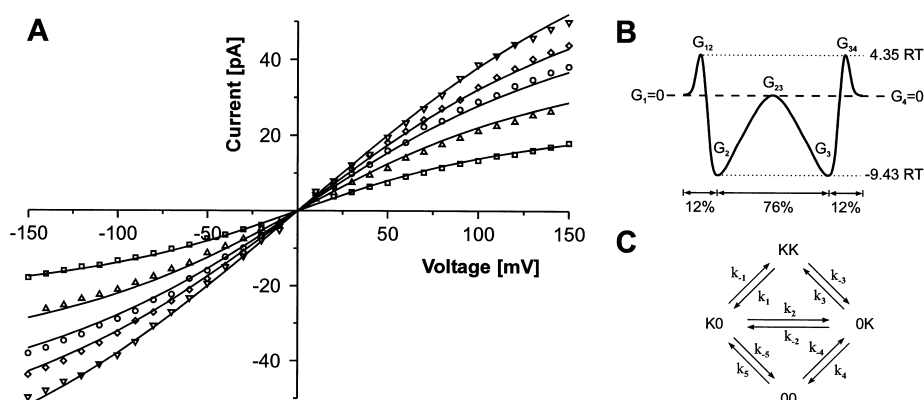 A
Current [pA]
40
20
-150
-100
-50
50
100
150
Voltage [mV]
-20
-40
B
G12
G34
4.35 RT
G23
G1=0
G4=0
G2
G3
-9.43 RT
12%
76%
12%
C
KK
k-1
k-3
k1
k3
k2
K0
0K
k-2
k-5
k-4
k5
k4
00